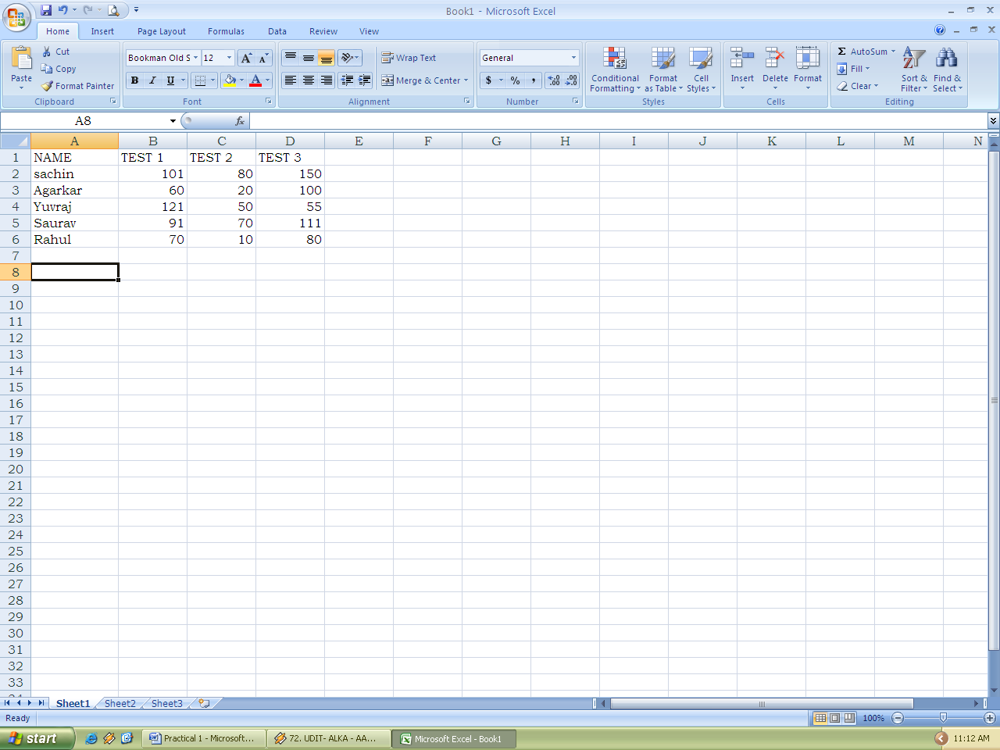 Book1 - Microsoft Excel
Home Insert Page Layout Formulas Data Review View
Paste
Cut
Copy
Format Painter
Clipboard
Bookman Old S 12
B I U
Font
Wrap Text
Merge & Center
Alignment
General
$ % ,
Number
Conditional Formatting
Format as Table
Cell Styles
Styles
Insert Delete Format
Cells
Σ AutoSum
Fill
Clear
Sort & Filter
Find & Select
Editing
A8 fx
A B C D E F G H I J K L M N
1 NAME TEST 1 TEST 2 TEST 3
2 sachin 101 80 150
3 Agarkar 60 20 100
4 Yuvraj 121 50 55
5 Saurav 91 70 111
6 Rahul 70 10 80
7
8
9
10
11
12
13
14
15
16
17
18
19
20
21
22
23
24
25
26
27
28
29
30
31
32
33
Sheet1 Sheet2 Sheet3
Ready 100%
start Practical 1 - Microsoft... 72. UDIT- ALKA - AA... Microsoft Excel - Book1 11:12 AM